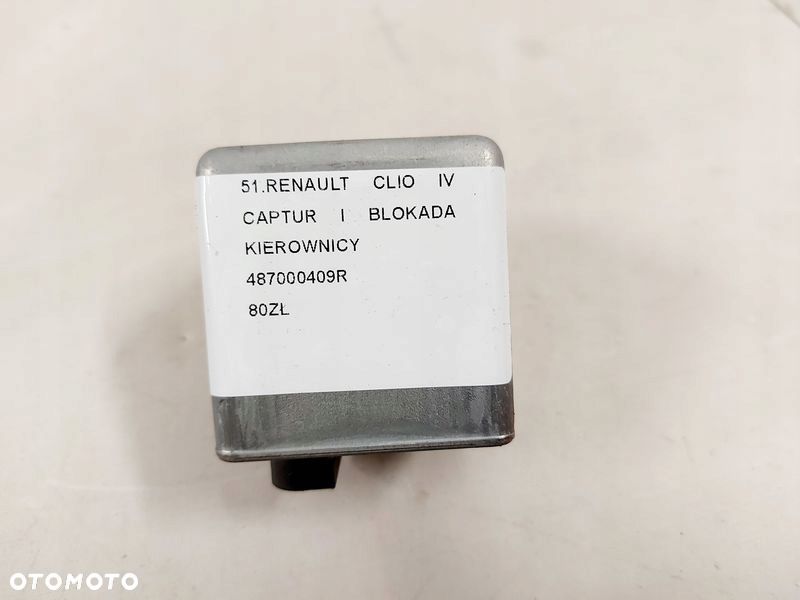 51.RENAULT CLIO IV
CAPTUR I BLOKADA
KIEROWNICY
487000409R
80ZŁ
OTOMOTO